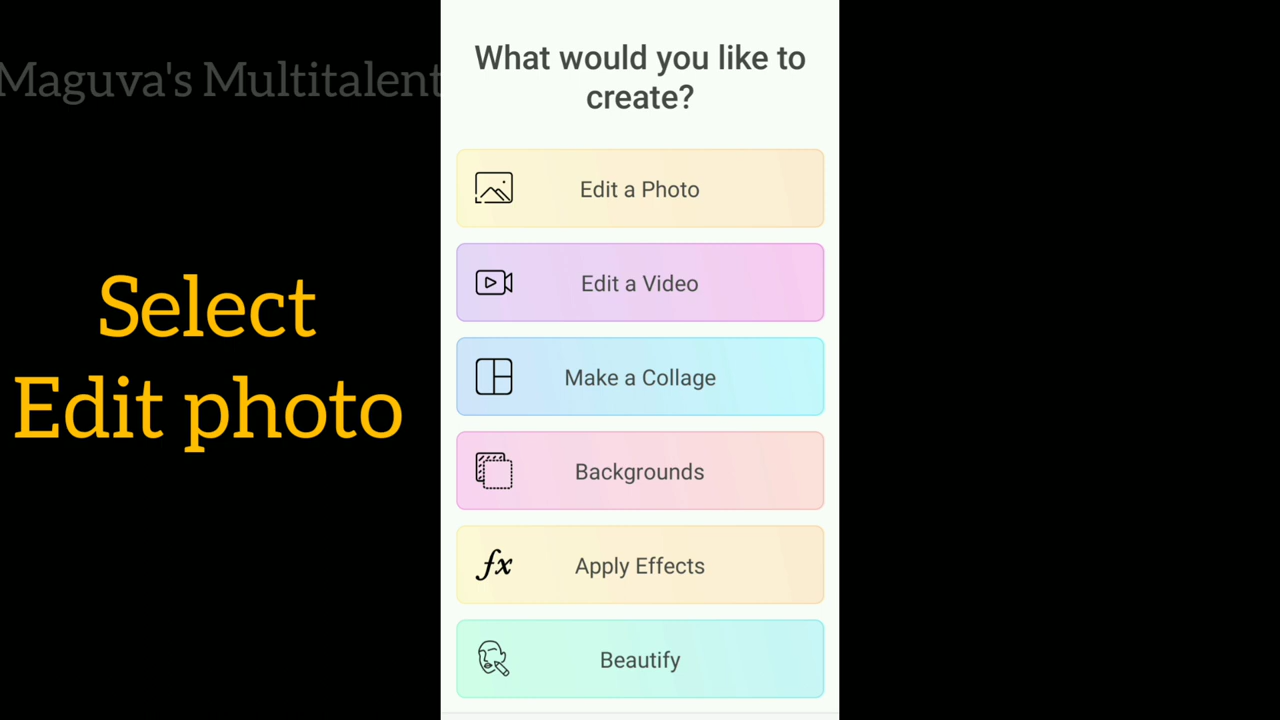 Maguva's Multitalent
Select
Edit photo
What would you like to
create?
Edit a Photo
Edit a Video
Make a Collage
Backgrounds
fx Apply Effects
Beautify